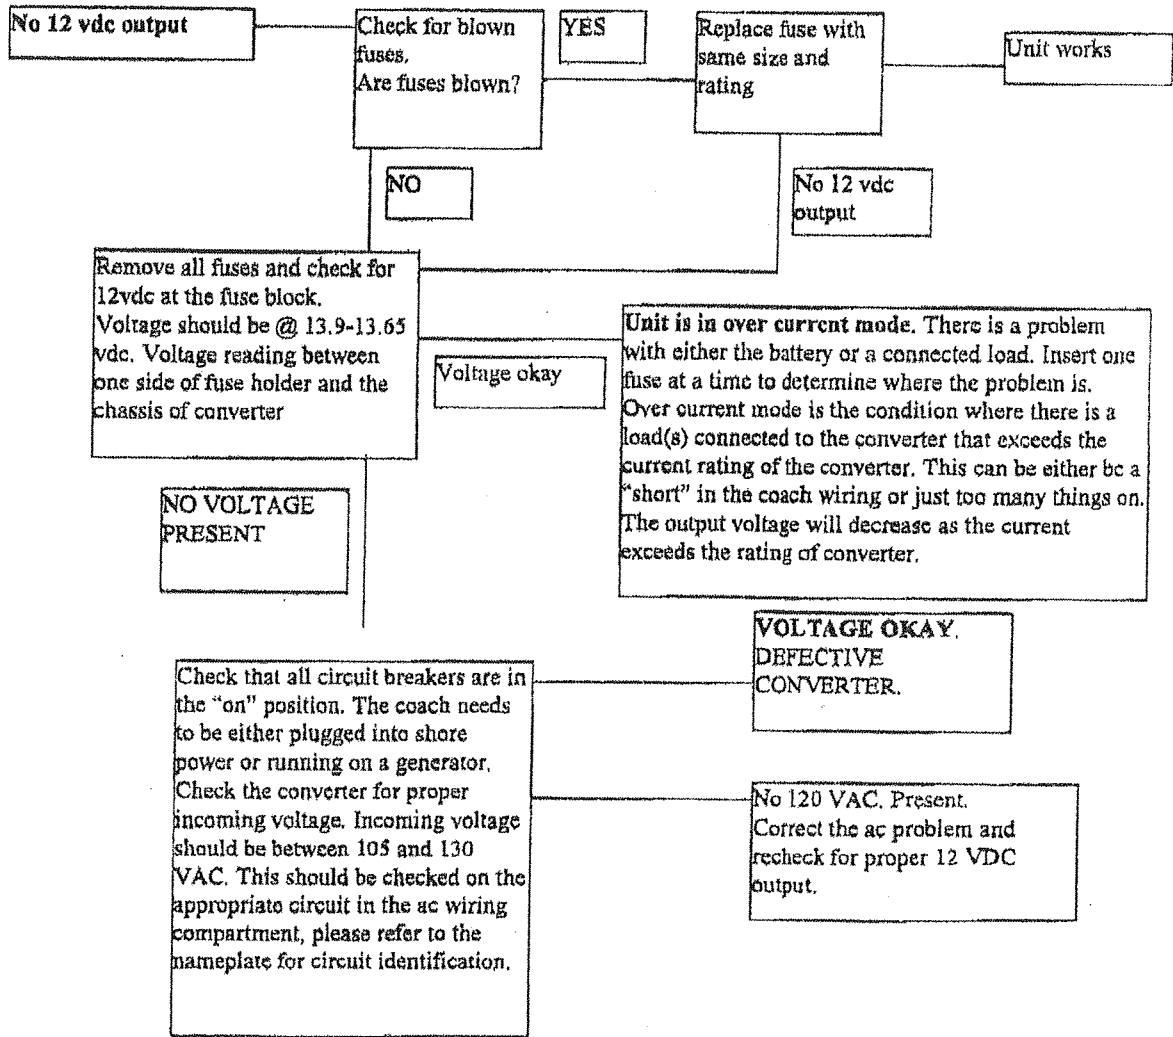 No 12 vdc output
Check for blown
fuses.
Are fuses blown?
YES
Replace fuse with
same size and
rating
Unit works
NO
No 12 vdc
output
Remove all fuses and check for
12vdc at the fuse block.
Voltage should be @ 13.9-13.65
vdc. Voltage reading between
one side of fuse holder and the
chassis of converter
Voltage okay
Unit is in over current mode. There is a problem
with either the battery or a connected load. Insert one
fuse at a time to determine where the problem is.
Over current mode is the condition where there is a
load(s) connected to the converter that exceeds the
current rating of the converter. This can be either be a
"short" in the coach wiring or just too many things on.
The output voltage will decrease as the current
exceeds the rating of converter.
NO VOLTAGE
PRESENT
Check that all circuit breakers are in
the "on" position. The coach needs
to be either plugged into shore
power or running on a generator.
Check the converter for proper
incoming voltage. Incoming voltage
should be between 105 and 130
VAC. This should be checked on the
appropriate circuit in the ac wiring
compartment, please refer to the
nameplate for circuit identification.
VOLTAGE OKAY.
DEFECTIVE
CONVERTER.
No 120 VAC. Present.
Correct the ac problem and
recheck for proper 12 VDC
output.